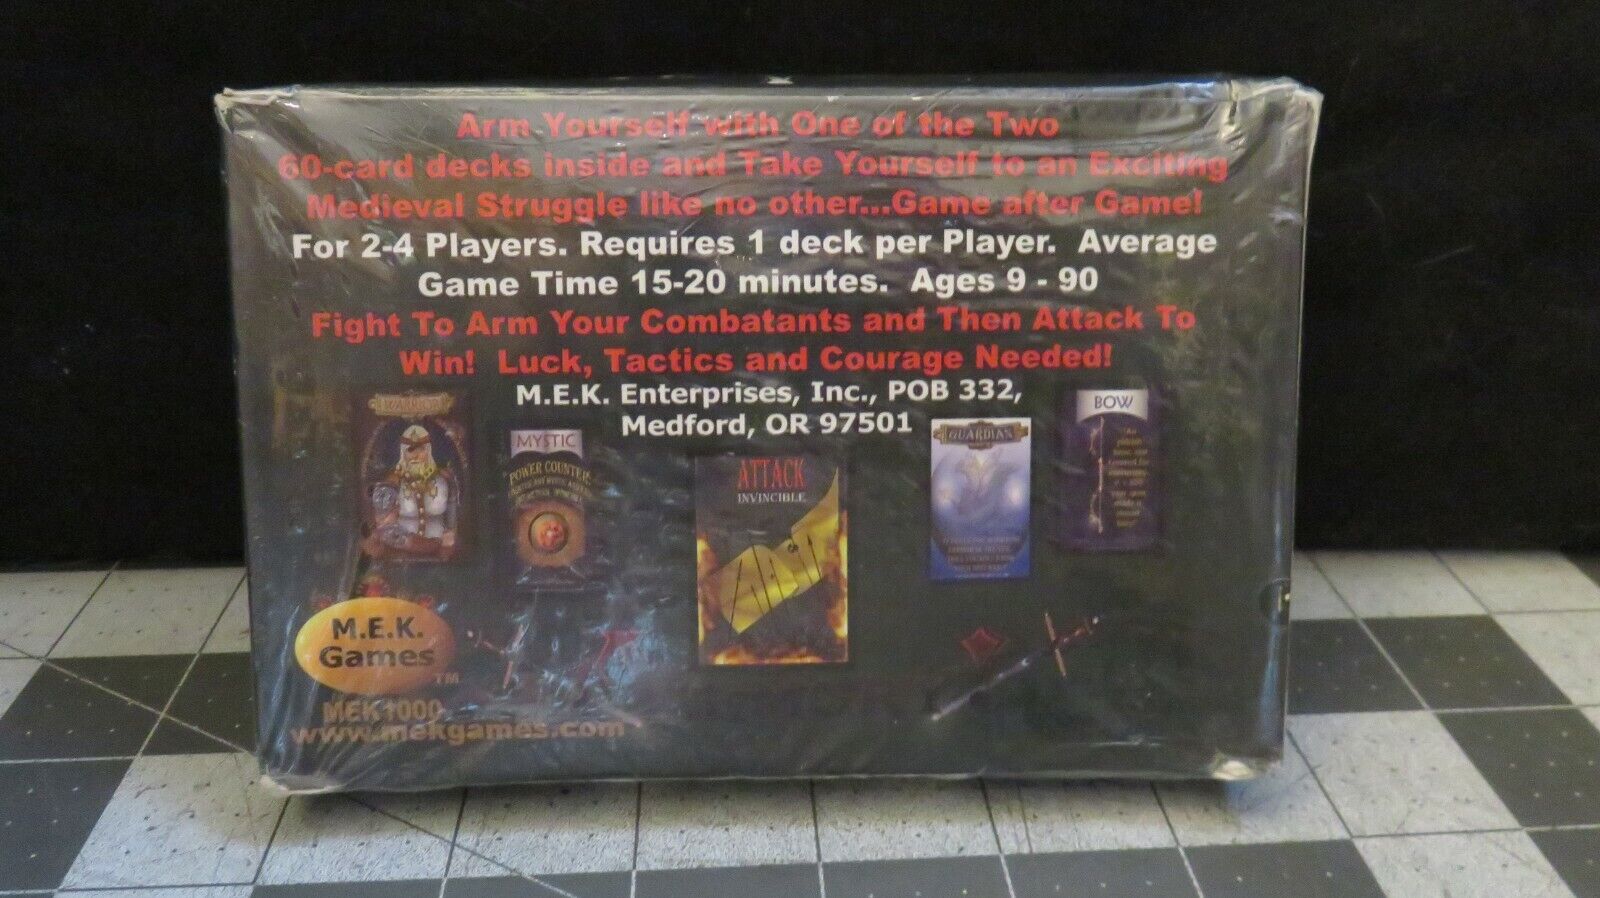 Arm Yourself with One of the Two
60-card decks inside and Take Yourself to an Exciting
Medieval Struggle like no other...Game after Game!
For 2-4 Players. Requires 1 deck per Player. Average
Game Time 15-20 minutes. Ages 9 - 90
Fight To Arm Your Combatants and Then Attack To
Win! Luck, Tactics and Courage Needed!
M.E.K. Enterprises, Inc., POB 332,
Medford, OR 97501
MYSTIC
POWER COUNTER
ATTACK
INVINCIBLE
GUARDIAN
BOW
M.E.K.
Games
TM
MEK1000
www.mekgames.com